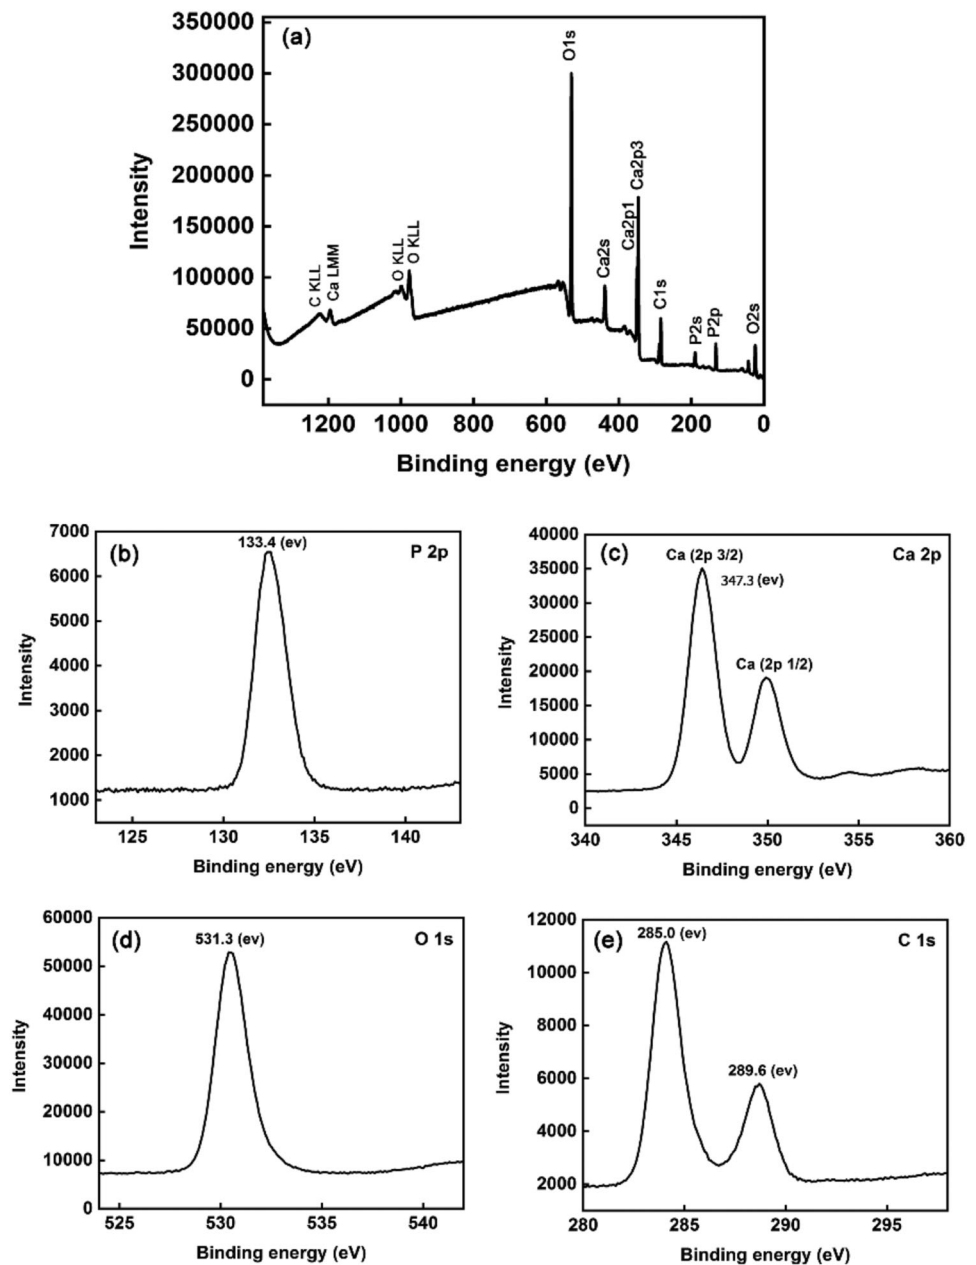 (a)
350000
300000
250000
200000
150000
100000
50000
0
Intensity
C KLL
Ca LMM
O KLL
O KLL
O1s
Ca2s
Ca2p1
Ca2p3
C1s
P2s
P2p
O2s
1200 1000 800 600 400 200 0
Binding energy (eV)
(b)
133.4 (ev)
P 2p
7000
6000
5000
4000
3000
2000
1000
Intensity
125 130 135 140
Binding energy (eV)
(c)
Ca (2p 3/2)
Ca 2p
347.3 (ev)
Ca (2p 1/2)
40000
35000
30000
25000
20000
15000
10000
5000
0
Intensity
340 345 350 355 360
Binding energy (eV)
(d)
531.3 (ev)
O 1s
60000
50000
40000
30000
20000
10000
0
Intensity
525 530 535 540
Binding energy (eV)
(e)
285.0 (ev)
C 1s
289.6 (ev)
12000
10000
8000
6000
4000
2000
Intensity
280 285 290 295
Binding energy (eV)